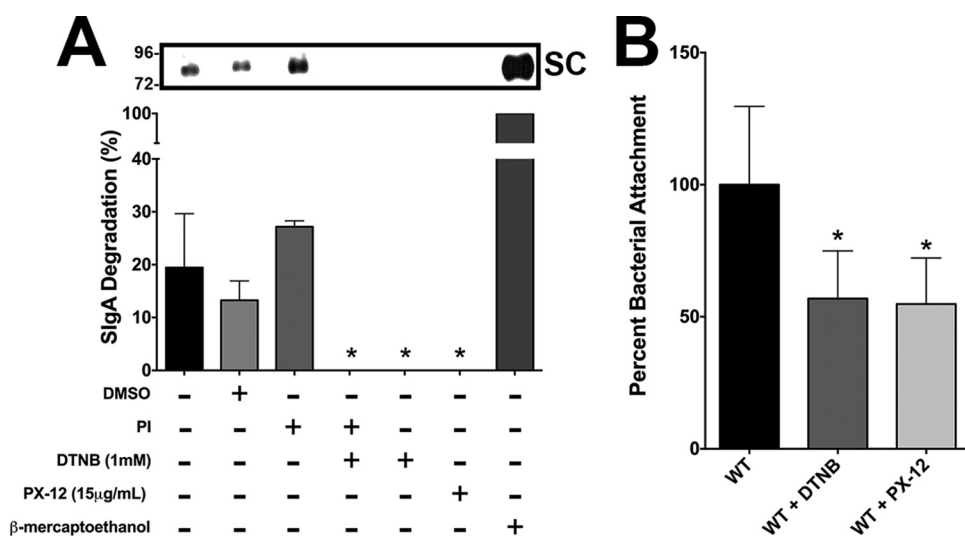 A
96
72
SC
SIgA Degradation (%)
100
40
30
20
10
0
* * *
DMSO - + - - - - -
PI - - + + - - -
DTNB (1mM) - - - + + - -
PX-12 (15μg/mL) - - - - - + -
β-mercaptoethanol - - - - - - +
B
Percent Bacterial Attachment
150
100
50
0
* *
WT
WT + DTNB
WT + PX-12